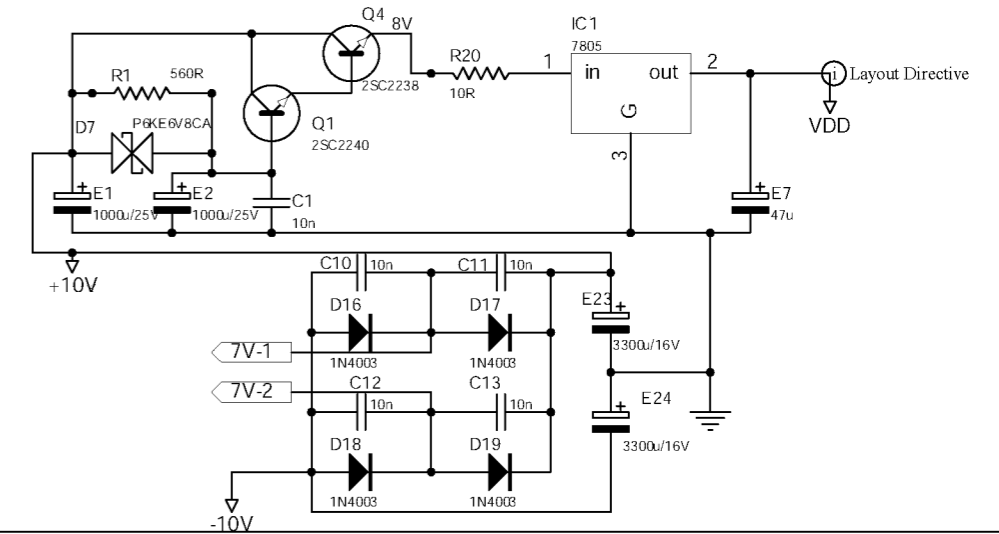 Q4
8V
IC1
7805
R1
560R
R20
10R
1
in
out
2
i
Layout Directive
VDD
2SC2238
G
3
D7
P6KE6V8CA
Q1
2SC2240
E1
1000u/25V
E2
1000u/25V
C1
10n
E7
47u
+10V
C10
10n
C11
10n
E23
3300u/16V
D16
D17
7V-1
1N4003
1N4003
7V-2
C12
10n
C13
10n
E24
3300u/16V
D18
D19
1N4003
1N4003
-10V
+
+
+
+
+